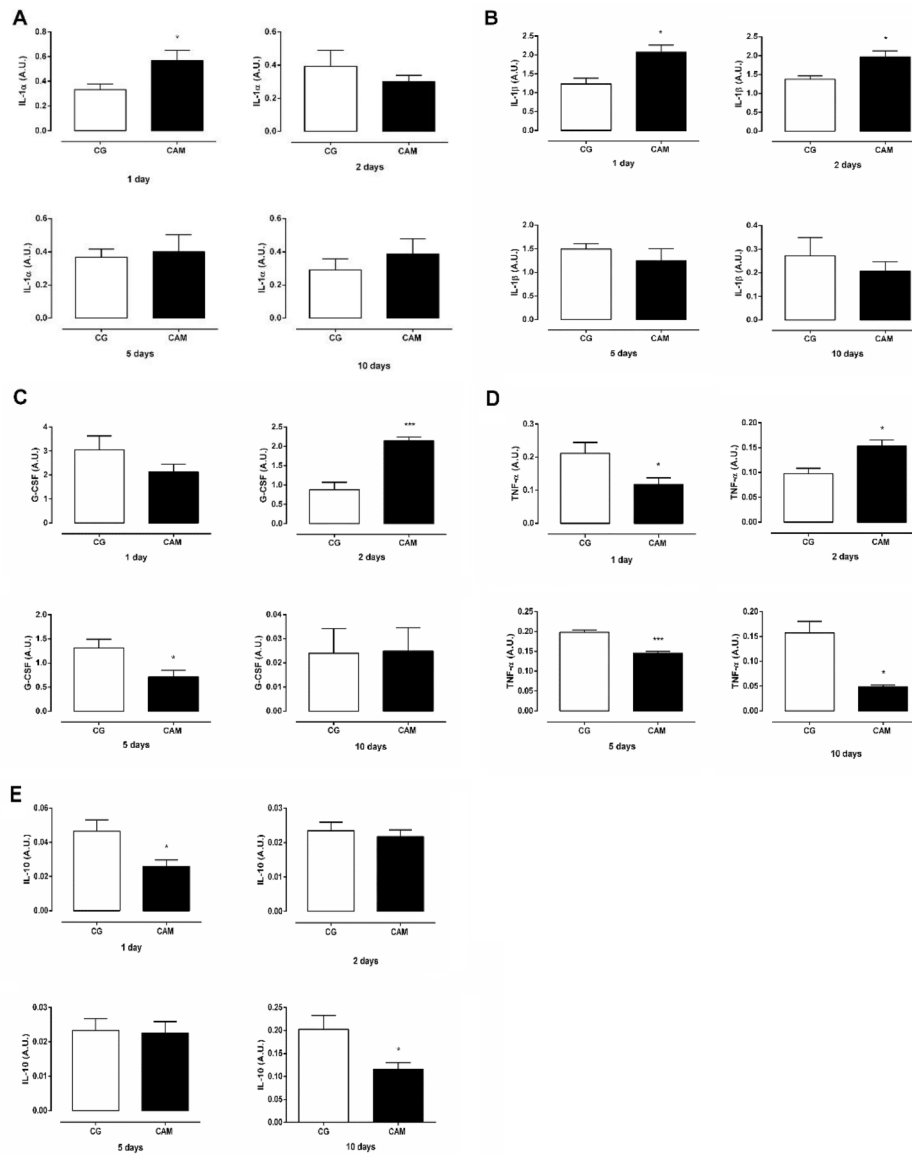 A
IL-1α (A.U.)
0.8
0.6
0.4
0.2
0.0
*
CG CAM
1 day
IL-1α (A.U.)
0.6
0.4
0.2
0.0
CG CAM
2 days
IL-1α (A.U.)
0.6
0.4
0.2
0.0
CG CAM
5 days
IL-1α (A.U.)
0.6
0.4
0.2
0.0
CG CAM
10 days
B
IL-1β (A.U.)
2.5
2.0
1.5
1.0
0.5
0.0
*
CG CAM
1 day
IL-1β (A.U.)
2.5
2.0
1.5
1.0
0.5
0.0
*
CG CAM
2 days
IL-1β (A.U.)
2.0
1.5
1.0
0.5
0.0
CG CAM
5 days
IL-1β (A.U.)
0.4
0.3
0.2
0.1
0.0
CG CAM
10 days
C
G-CSF (A.U.)
4
3
2
1
0
CG CAM
1 day
G-CSF (A.U.)
2.5
2.0
1.5
1.0
0.5
0.0
***
CG CAM
2 days
G-CSF (A.U.)
2.0
1.5
1.0
0.5
0.0
*
CG CAM
5 days
G-CSF (A.U.)
0.04
0.03
0.02
0.01
0.00
CG CAM
10 days
D
TNF-α (A.U.)
0.3
0.2
0.1
0.0
*
CG CAM
1 day
TNF-α (A.U.)
0.20
0.15
0.10
0.05
0.00
*
CG CAM
2 days
TNF-α (A.U.)
0.25
0.20
0.15
0.10
0.05
0.00
***
CG CAM
5 days
TNF-α (A.U.)
0.20
0.15
0.10
0.05
0.00
*
CG CAM
10 days
E
IL-10 (A.U.)
0.06
0.04
0.02
0.00
*
CG CAM
1 day
IL-10 (A.U.)
0.03
0.02
0.01
0.00
CG CAM
2 days
IL-10 (A.U.)
0.03
0.02
0.01
0.00
CG CAM
5 days
IL-10 (A.U.)
0.25
0.20
0.15
0.10
0.05
0.00
*
CG CAM
10 days